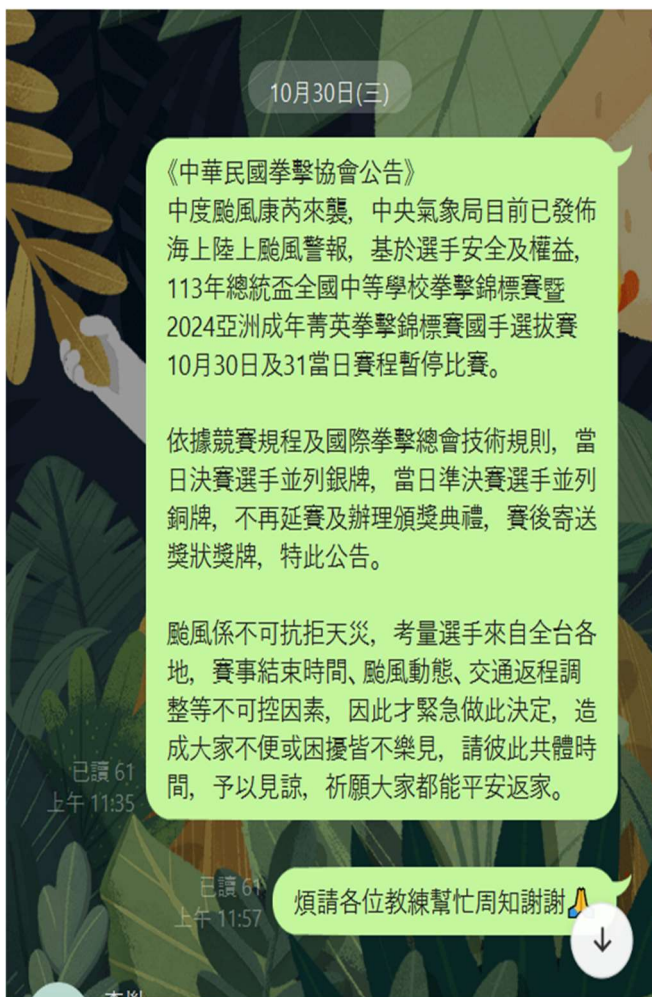 10月30日(三)
《中華民國拳擊協會公告》
中度颱風康芮來襲，中央氣象局目前已發佈
海上陸上颱風警報，基於選手安全及權益，
113年總統盃全國中等學校拳擊錦標賽暨
2024亞洲成年菁英拳擊錦標賽國手選拔賽
10月30日及31當日賽程暫停比賽。
依據競賽規程及國際拳擊總會技術規則，當
日決賽選手並列銀牌，當日準決賽選手並列
銅牌，不再延賽及辦理頒獎典禮，賽後寄送
獎狀獎牌，特此公告。
颱風係不可抗拒天災，考量選手來自全台各
地，賽事結束時間、颱風動態、交通返程調
整等不可控因素，因此才緊急做此決定，造
成大家不便或困擾皆不樂見，請彼此共體時
間，予以見諒，祈願大家都能平安返家。
已讀 61
上午 11:35
煩請各位教練幫忙周知謝謝🙏
已讀 61
上午 11:57